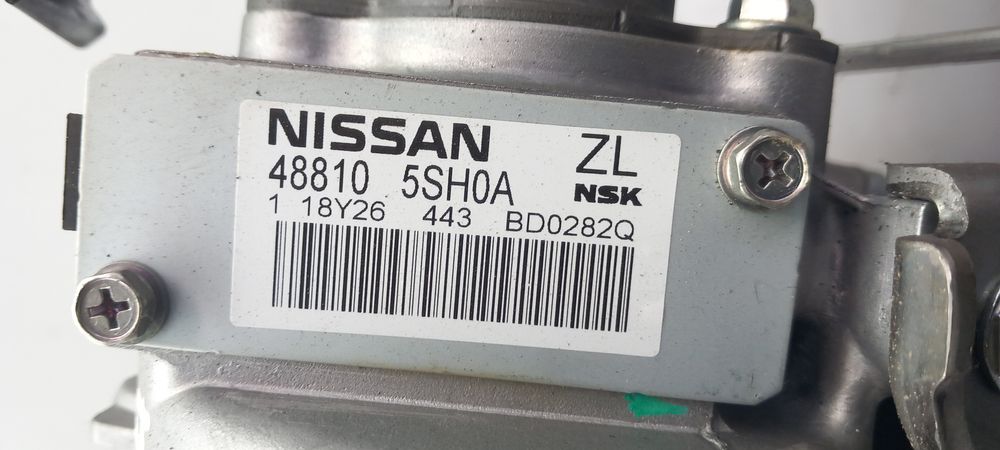 NISSAN ZL
48810 5SH0A NSK
1 18Y26 443 BD0282Q